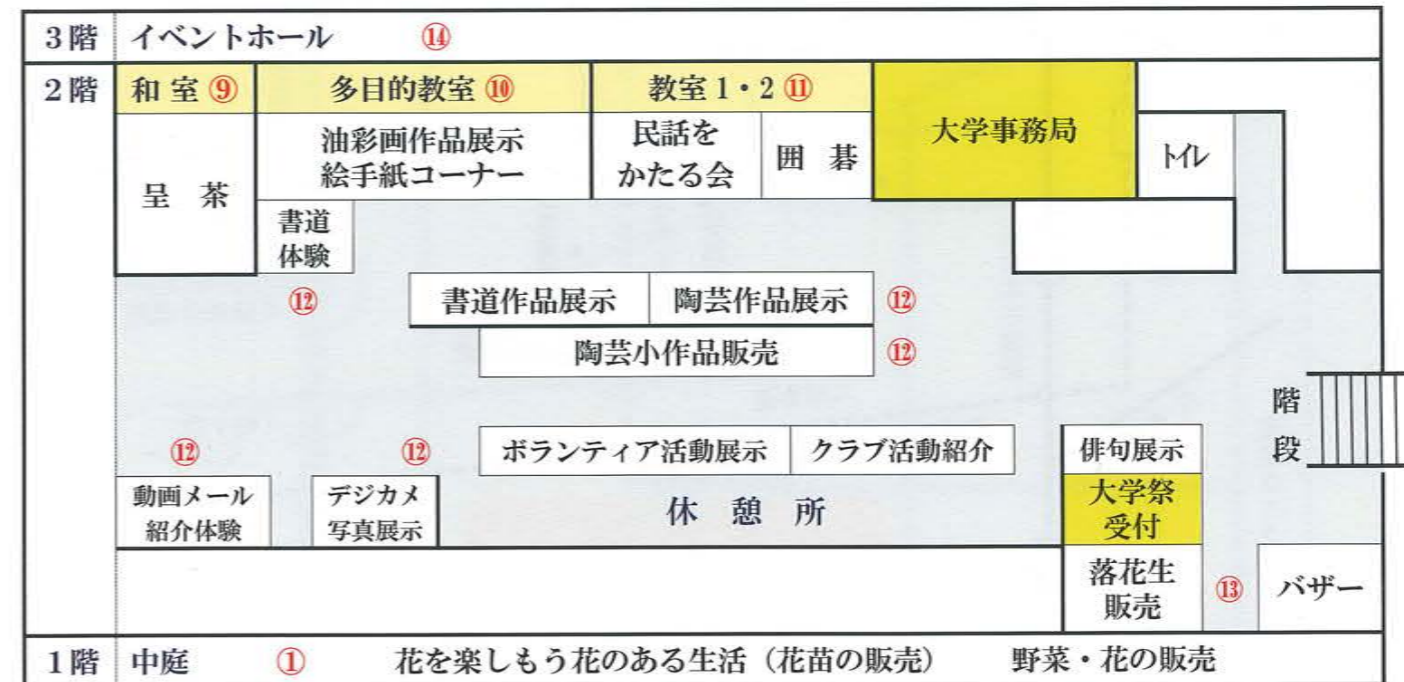 3階 イベントホール ⑭
2階 和室⑨ 多目的教室⑩ 教室1・2⑪
大学事務局
トイレ
呈茶
油彩画作品展示
絵手紙コーナー
民話を
かたる会
囲碁
書道
体験
⑫
書道作品展示 陶芸作品展示 ⑫
陶芸小作品販売 ⑫
階
段
⑫ ⑫
ボランティア活動展示 クラブ活動紹介 俳句展示
動画メール
紹介体験
デジカメ
写真展示
休憩所
大学祭
受付
落花生
販売
⑬ バザー
1階 中庭 ① 花を楽しもう花のある生活(花苗の販売) 野菜・花の販売